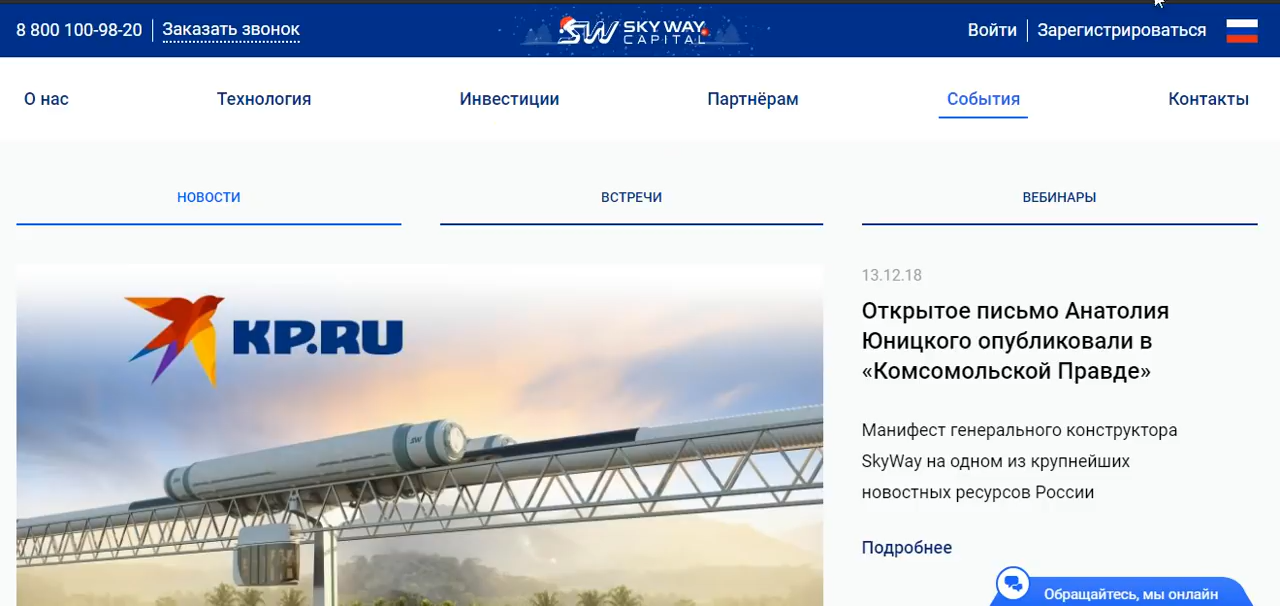 8 800 100-98-20
Заказать звонок
SW SKY WAY
CAPITAL
Войти
Зарегистрироваться
О нас
Технология
Инвестиции
Партнёрам
События
Контакты
НОВОСТИ
ВСТРЕЧИ
ВЕБИНАРЫ
KP.RU
SW
13.12.18
Открытое письмо Анатолия
Юницкого опубликовали в
«Комсомольской Правде»
Манифест генерального конструктора
SkyWay на одном из крупнейших
новостных ресурсов России
Подробнее
Обращайтесь, мы онлайн